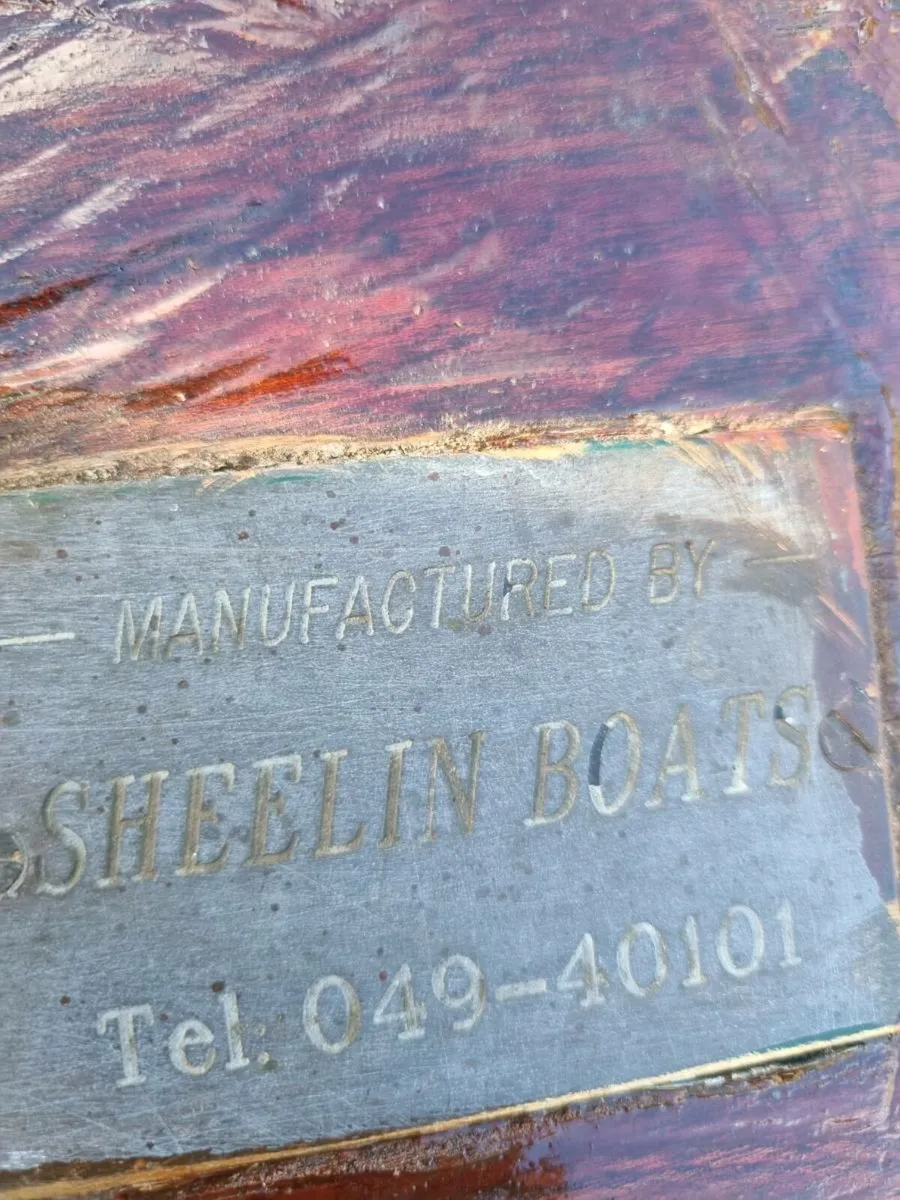 — MANUFACTURED BY —
SHEELIN BOATS
Tel: 049-40101